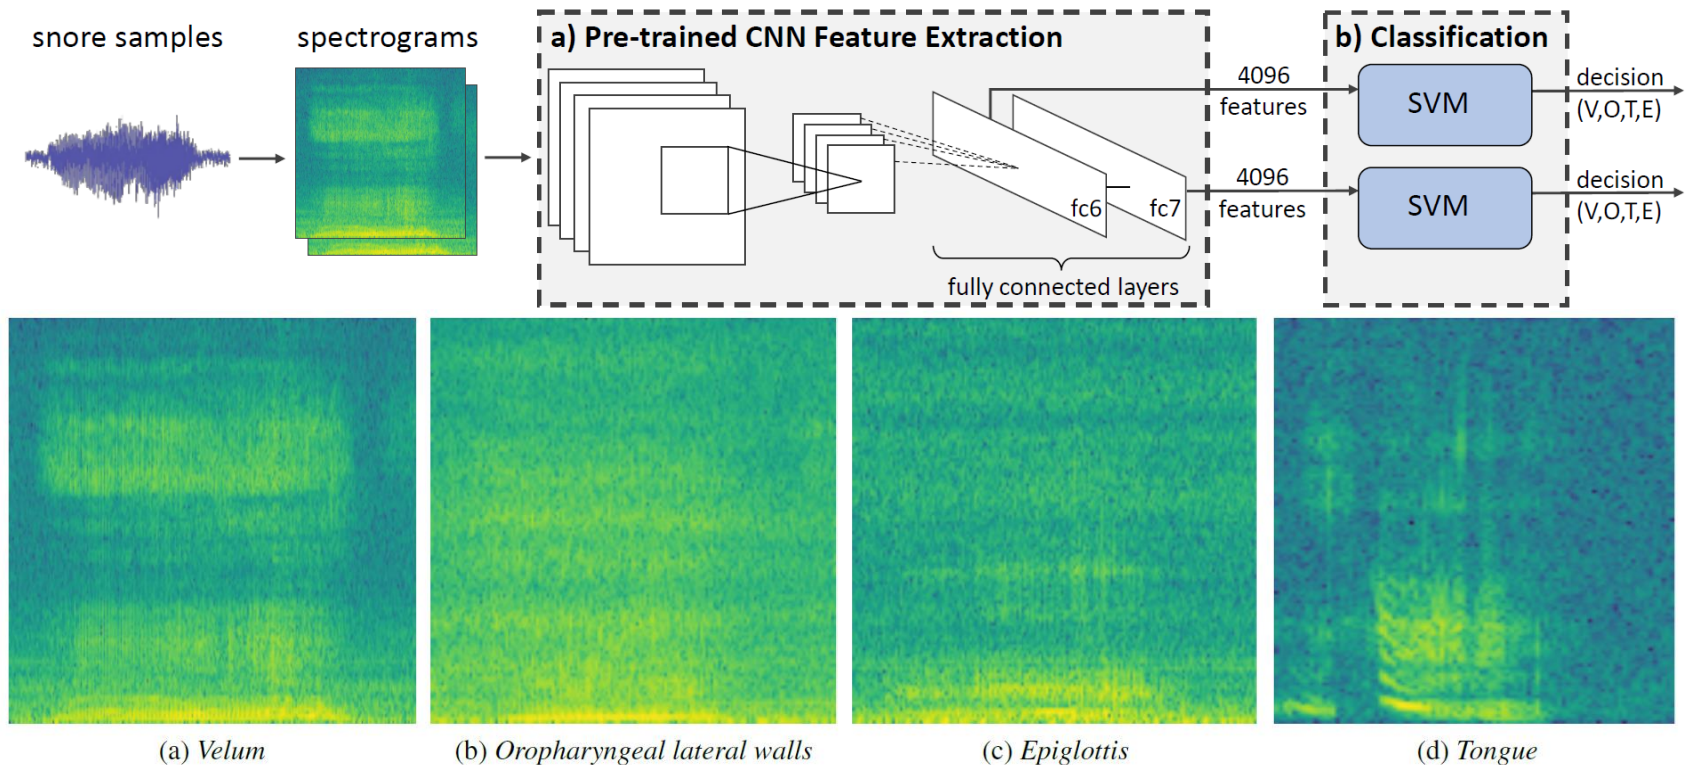 snore samples
spectrograms
a) Pre-trained CNN Feature Extraction
b) Classification
4096
features
SVM
decision
(V,O,T,E)
4096
features
SVM
decision
(V,O,T,E)
fc6
fc7
fully connected layers
(a) Velum
(b) Oropharyngeal lateral walls
(c) Epiglottis
(d) Tongue